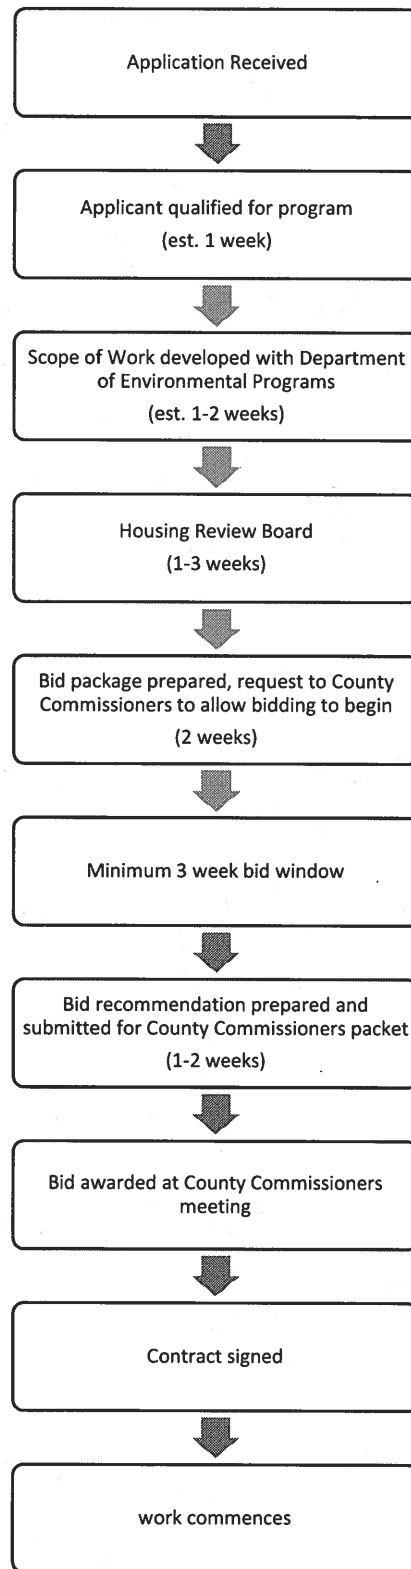 Application Received
Applicant qualified for program
(est. 1 week)
Scope of Work developed with Department
of Environmental Programs
(est. 1-2 weeks)
Housing Review Board
(1-3 weeks)
Bid package prepared, request to County
Commissioners to allow bidding to begin
(2 weeks)
Minimum 3 week bid window
Bid recommendation prepared and
submitted for County Commissioners packet
(1-2 weeks)
Bid awarded at County Commissioners
meeting
Contract signed
work commences